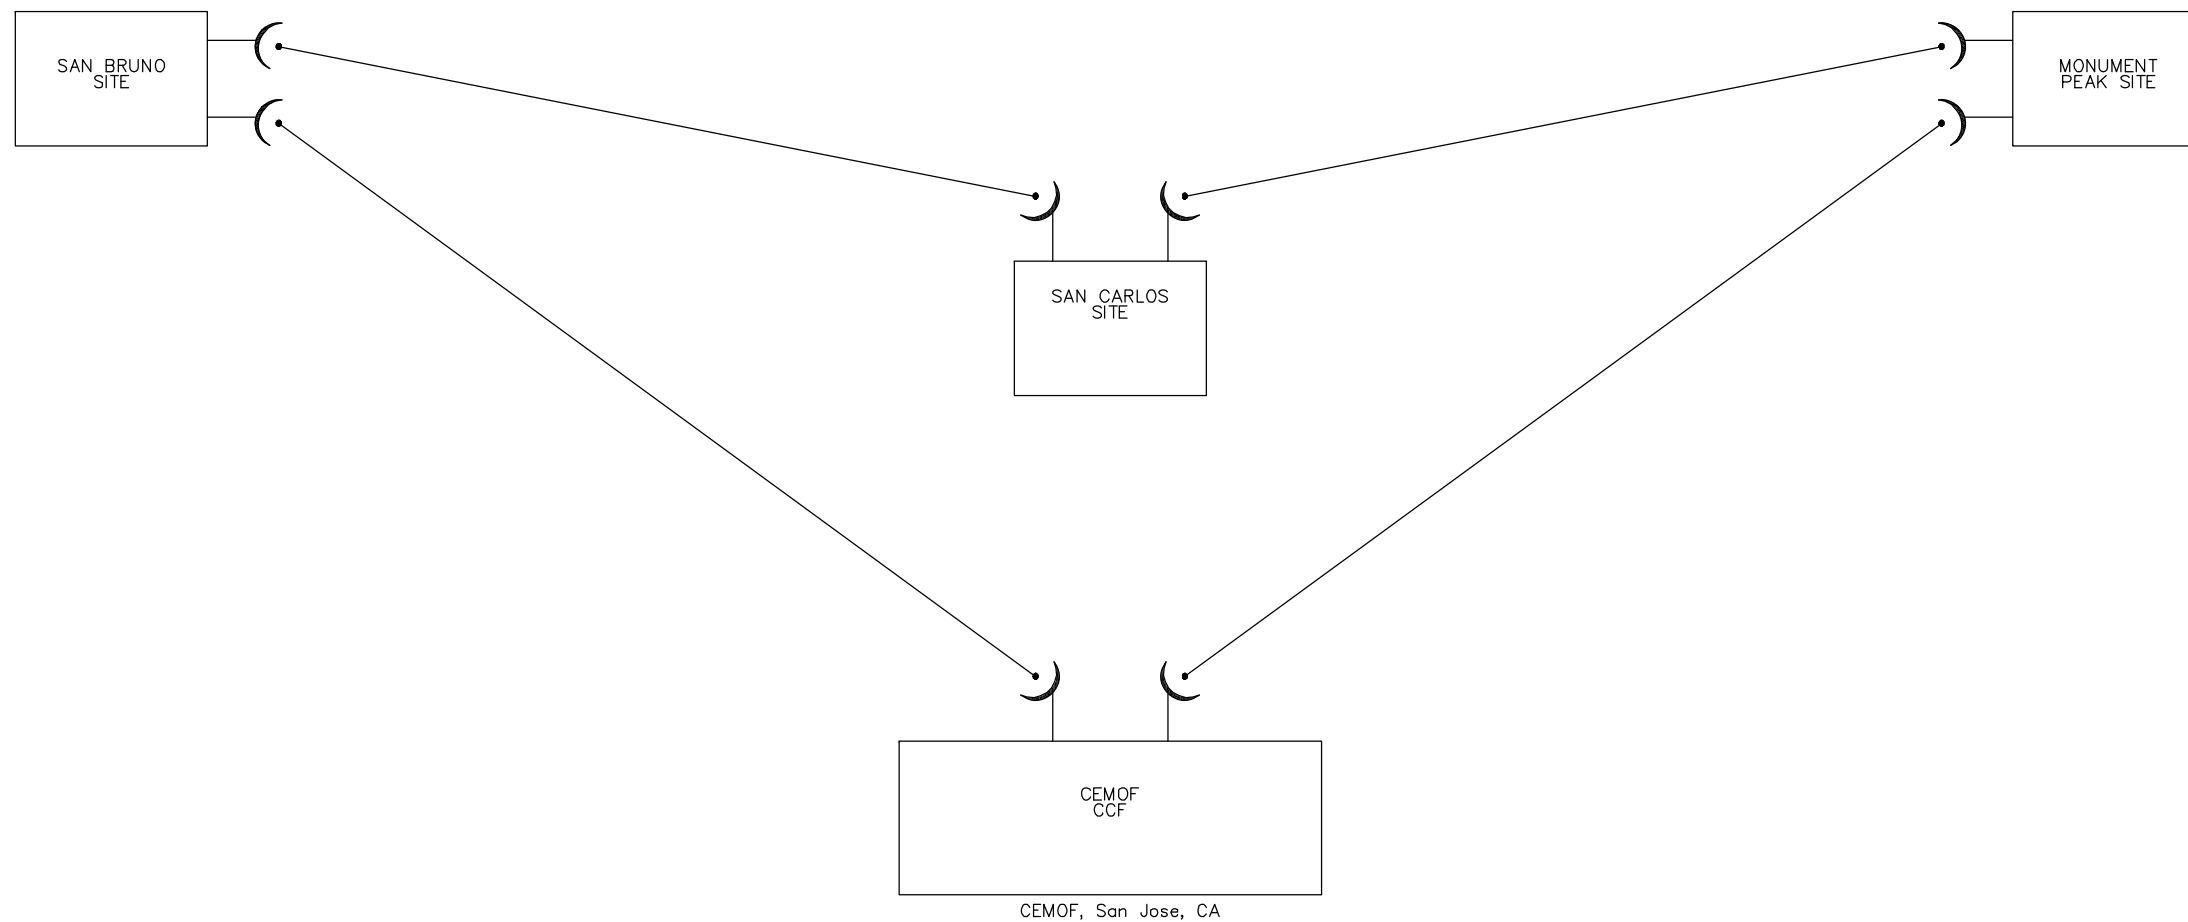 SAN BRUNO
SITE
MONUMENT
PEAK SITE
SAN CARLOS
SITE
CEMOF
CCF
CEMOF, San Jose, CA